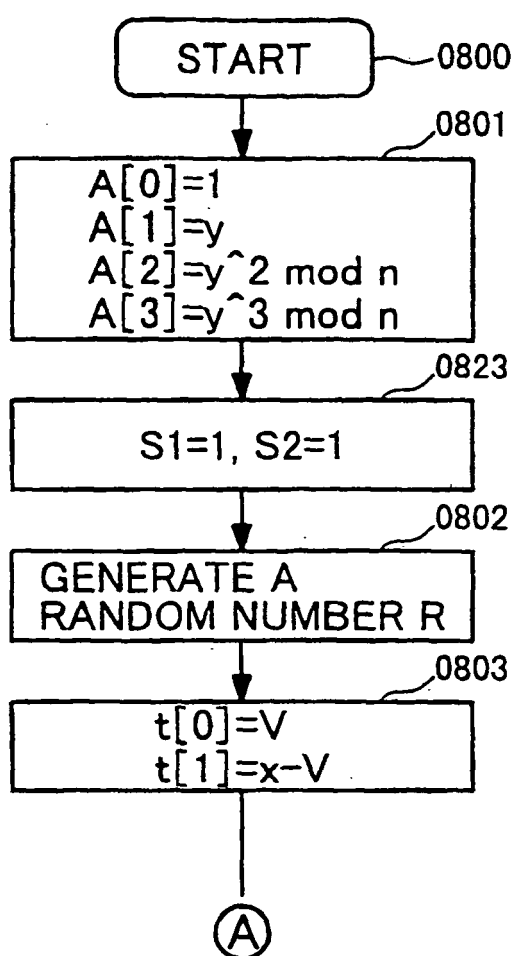 START
0800
0801
A[0]=1
A[1]=y
A[2]=y^2 mod n
A[3]=y^3 mod n
0823
S1=1, S2=1
0802
GENERATE A
RANDOM NUMBER R
0803
t[0]=V
t[1]=x-V
A